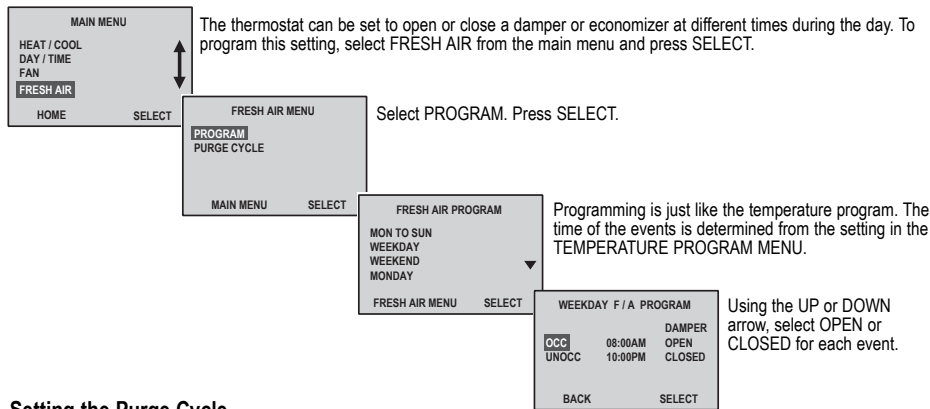 MAIN MENU
HEAT / COOL
DAY / TIME
FAN
FRESH AIR
HOME SELECT
The thermostat can be set to open or close a damper or economizer at different times during the day. To
program this setting, select FRESH AIR from the main menu and press SELECT.
FRESH AIR MENU
PROGRAM
PURGE CYCLE
MAIN MENU SELECT
Select PROGRAM. Press SELECT.
FRESH AIR PROGRAM
MON TO SUN
WEEKDAY
WEEKEND
MONDAY
FRESH AIR MENU SELECT
Programming is just like the temperature program. The
time of the events is determined from the setting in the
TEMPERATURE PROGRAM MENU.
WEEKDAY F / A PROGRAM
DAMPER
OCC 08:00AM OPEN
UNOCC 10:00PM CLOSED
BACK SELECT
Using the UP or DOWN
arrow, select OPEN or
CLOSED for each event.
Setting the Purge Cycle